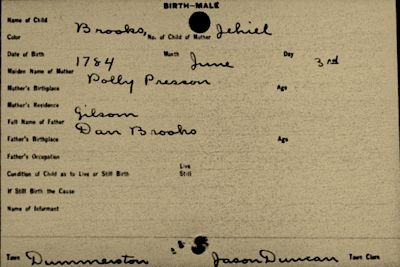 BIRTH—MALE
Name of Child Brooks, Jehiel
Color No. of Child of Mother
Date of Birth 1784 Month June Day 3rd
Maiden Name of Mother Polly Presson
Mother's Birthplace Age
Mother's Residence Gilsom
Full Name of Father Dan Brooks
Father's Birthplace Age
Father's Occupation
Condition of Child as to Live or Still Birth Live Still
If Still Birth the Cause
Name of Informant
Town Dummerston Jason Duncan Town Clerk